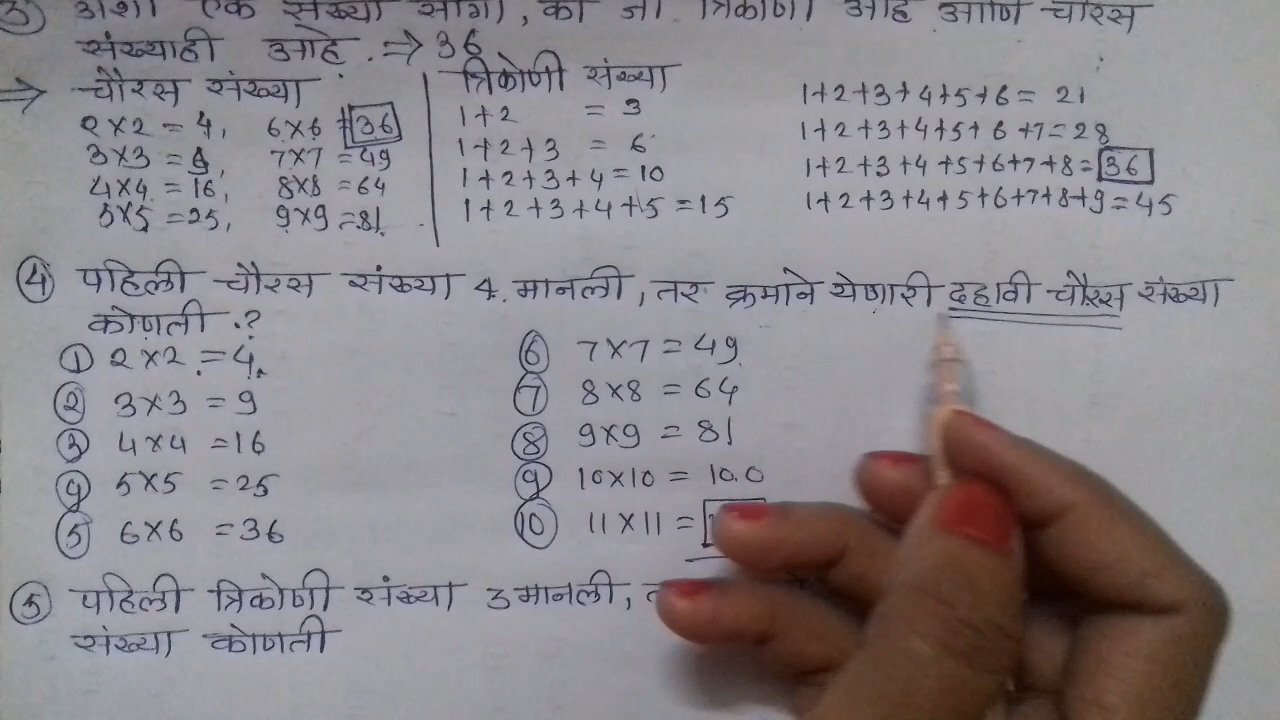 3) अशी एक संख्या सांगा, की जी त्रिकोणी आहे आणि चौरस
संख्याही आहे. ⇒ 36
⇒ चौरस संख्या
2×2 = 4, 6×6 = 36
3×3 = 9, 7×7 = 49
4×4 = 16, 8×8 = 64
5×5 = 25, 9×9 = 81
त्रिकोणी संख्या
1+2 = 3
1+2+3 = 6
1+2+3+4 = 10
1+2+3+4+5 = 15
1+2+3+4+5+6 = 21
1+2+3+4+5+6+7 = 28
1+2+3+4+5+6+7+8 = 36
1+2+3+4+5+6+7+8+9 = 45
4) पहिली चौरस संख्या 4 मानली, तर क्रमाने येणारी दहावी चौरस संख्या
कोणती ?
1) 2×2 = 4
2) 3×3 = 9
3) 4×4 = 16
4) 5×5 = 25
5) 6×6 = 36
6) 7×7 = 49
7) 8×8 = 64
8) 9×9 = 81
9) 10×10 = 100
10) 11×11 =
5) पहिली त्रिकोणी संख्या 3 मानली,
संख्या कोणती